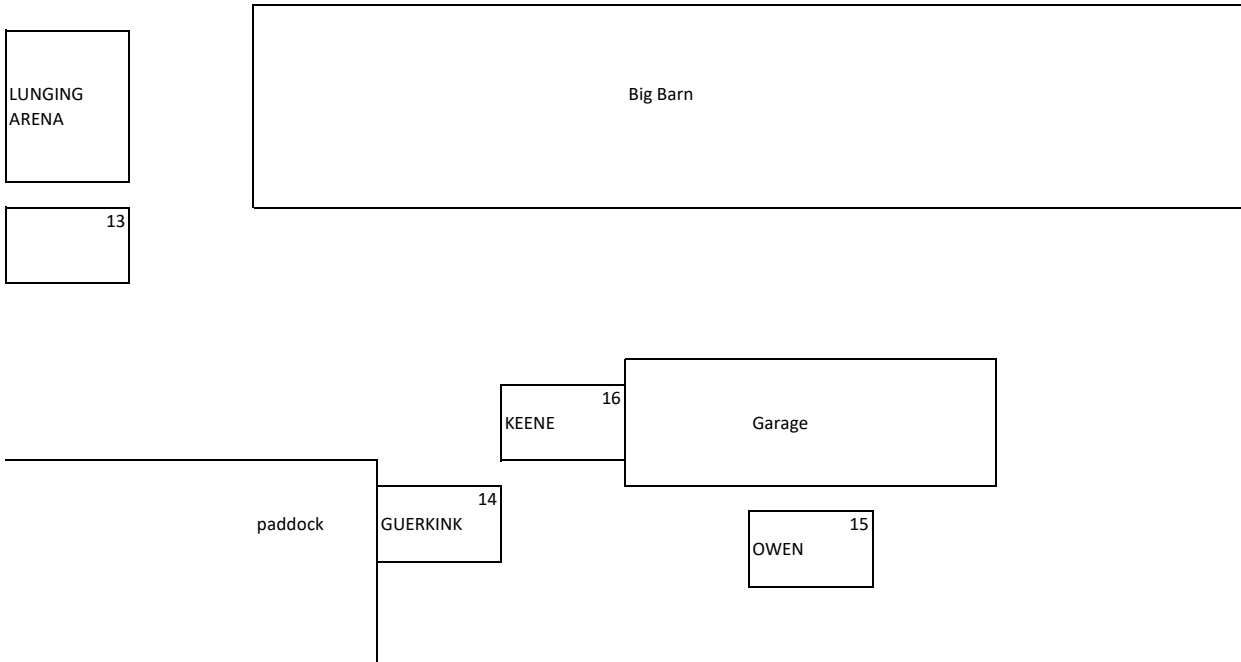 LUNGING
ARENA
Big Barn
13
16
KEENE
Garage
14
paddock
GUERKINK
15
OWEN